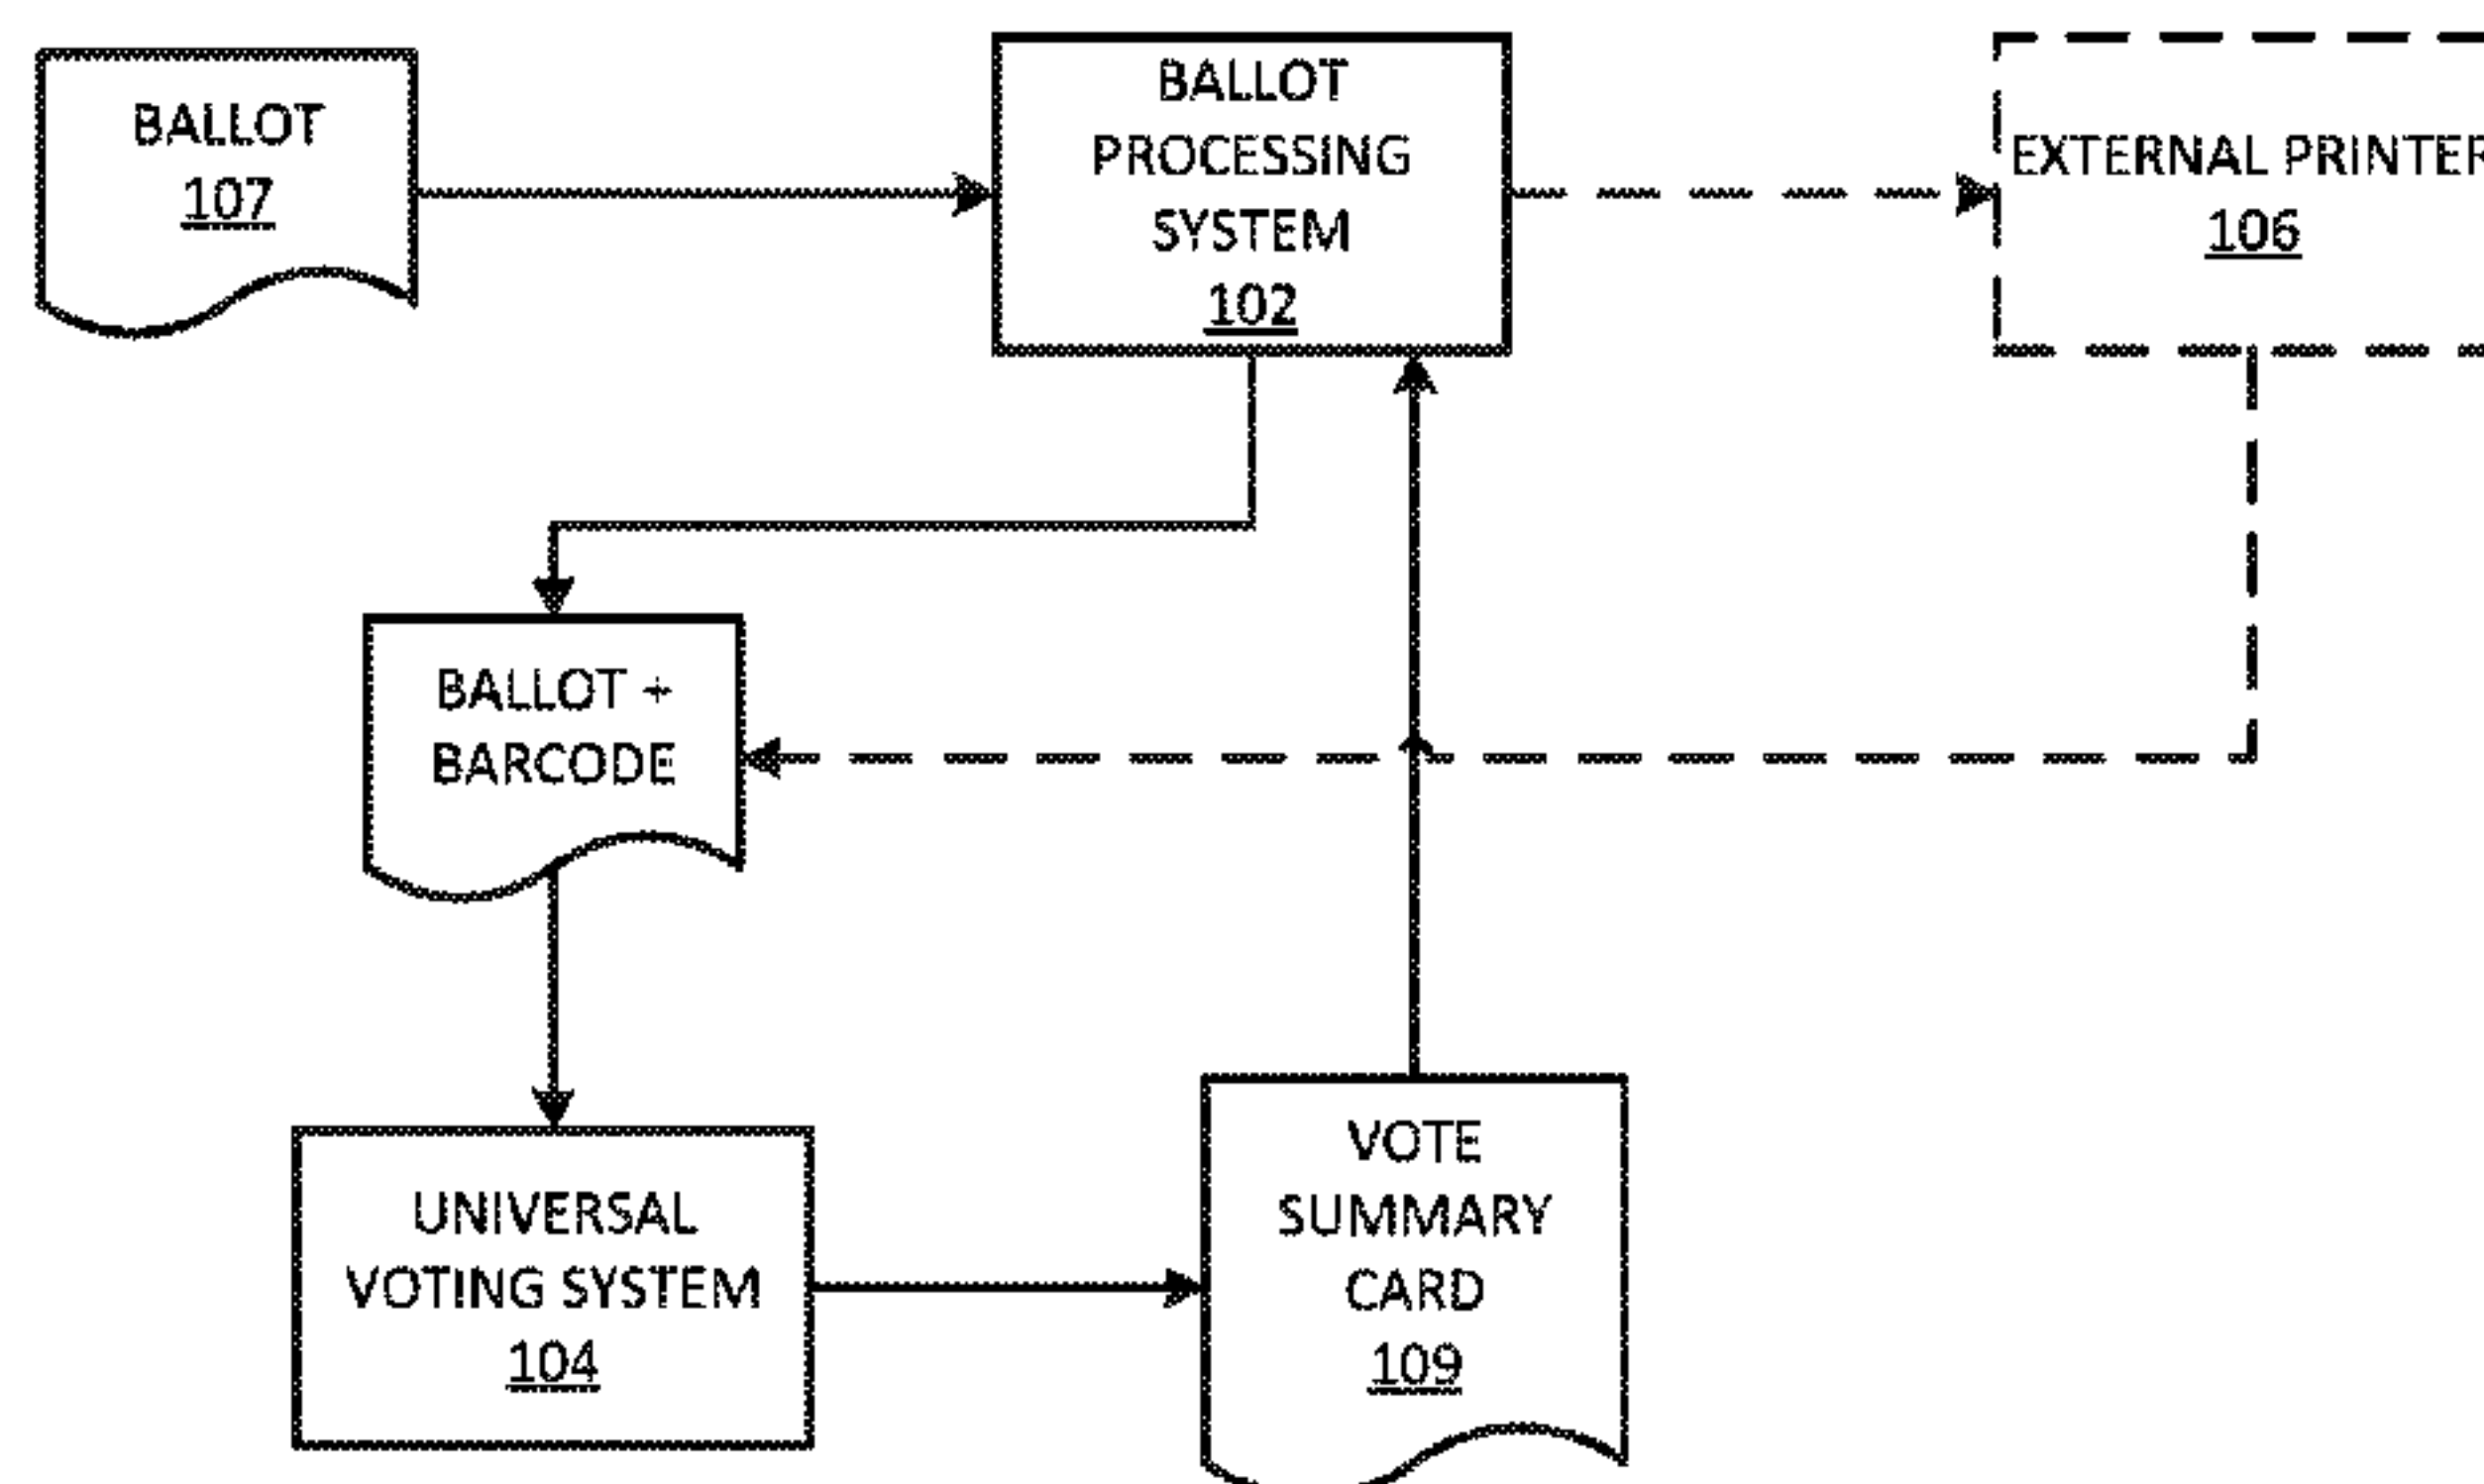 BALLOT
107
BALLOT
PROCESSING
SYSTEM
102
EXTERNAL PRINTER
106
BALLOT +
BARCODE
UNIVERSAL
VOTING SYSTEM
104
VOTE
SUMMARY
CARD
109